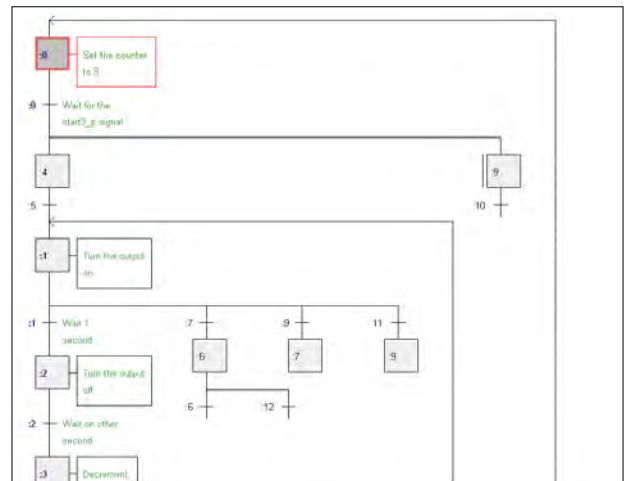 :0 Set the counter
to 3
:0 Wait for the
start3_p signal
4 9
:5 10
:1 Turn the output
on
:1 Wait 1
second
:7 :9 11
6 :7 :9
:2 Turn the output
off
:6 :12
:2 Wait on other
second
:3 Decrement